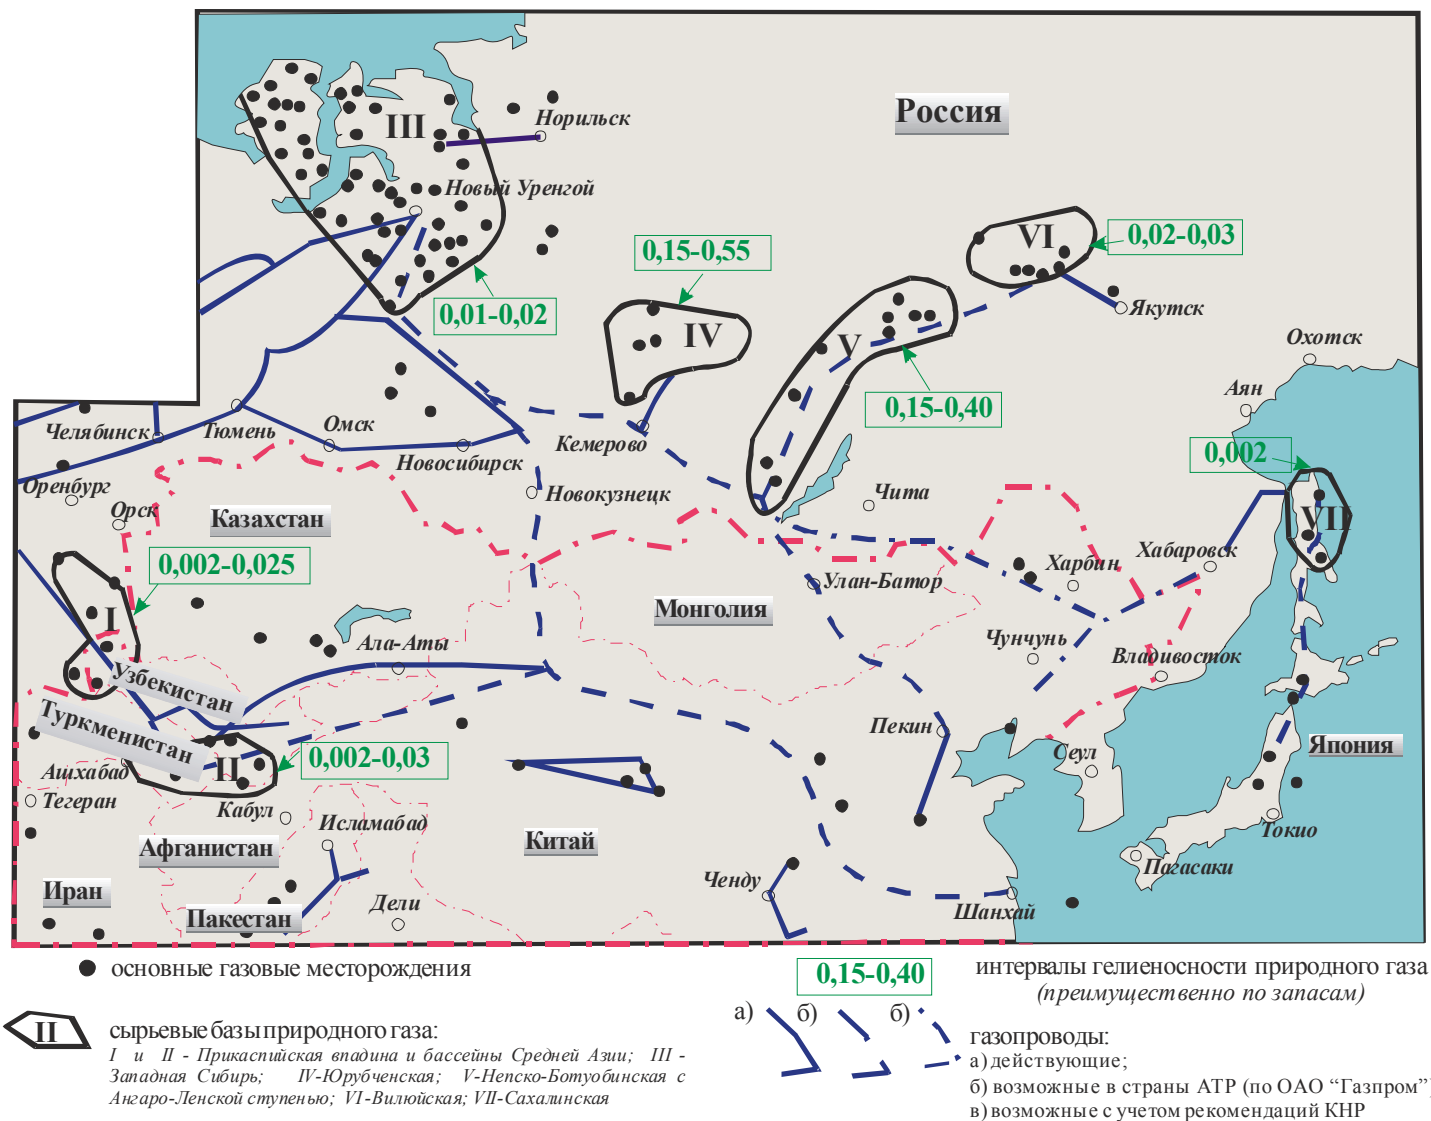 Россия
III
Норильск
Новый Уренгой
VI
0,02-0,03
0,15-0,55
0,01-0,02
IV
V
Якутск
Охотск
Аян
0,15-0,40
Челябинск
Тюмень
Омск
Новосибирск
Кемерово
0,002
Оренбург
Орск
Казахстан
Новокузнецк
Чита
VII
0,002-0,025
Харбин
Хабаровск
Улан-Батор
I
Монголия
Ала-Аты
Чунчунь
Владивосток
Узбекистан
Туркменистан
Пекин
Сеул
Япония
Ашхабад
II
0,002-0,03
Тегеран
Кабул
Исламабад
Токио
Афганистан
Китай
Пагасаки
Иран
Ченду
Пакестан
Дели
Шанхай
основные газовые месторождения
0,15-0,40
интервалы гелиеносности природного газа
(преимущественно по запасам)
II
сырьевые базы природного газа:
I и II - Прикаспийская впадина и бассейны Средней Азии; III -
Западная Сибирь; IV-Юрубченская; V-Непско-Ботуобинская с
Ангаро-Ленской ступенью; VI-Вилюйская; VII-Сахалинская
а) б) б)
газопроводы:
а) действующие;
б) возможные в страны АТР (по ОАО “Газпром”)
в) возможные с учетом рекомендаций КНР